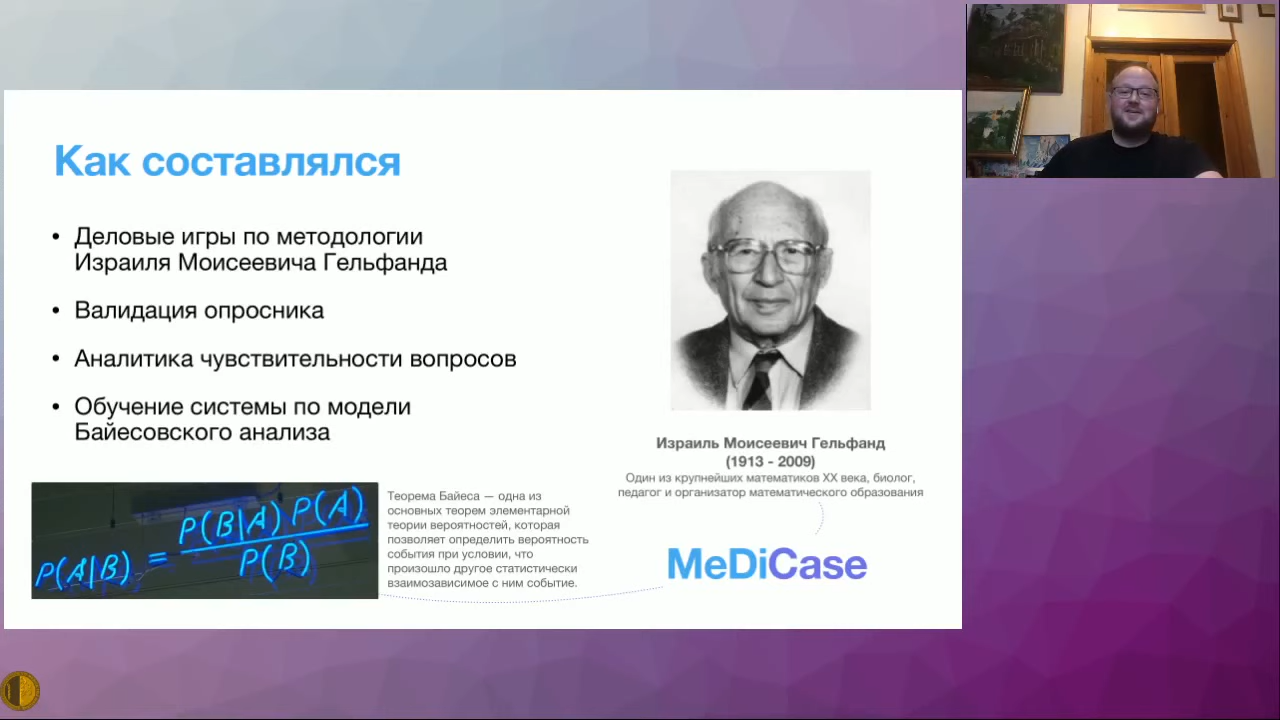 Как составлялся
• Деловые игры по методологии
Израиля Моисеевича Гельфанда
• Валидация опросника
• Аналитика чувствительности вопросов
• Обучение системы по модели
Байесовского анализа
P(A|B) = P(B|A) P(A)
P(B)
Теорема Байеса — одна из
основных теорем элементарной
теории вероятностей, которая
позволяет определить вероятность
события при условии, что
произошло другое статистически
взаимозависимое с ним событие.
Израиль Моисеевич Гельфанд
(1913 - 2009)
Один из крупнейших математиков XX века, биолог,
педагог и организатор математического образования
MeDiCase